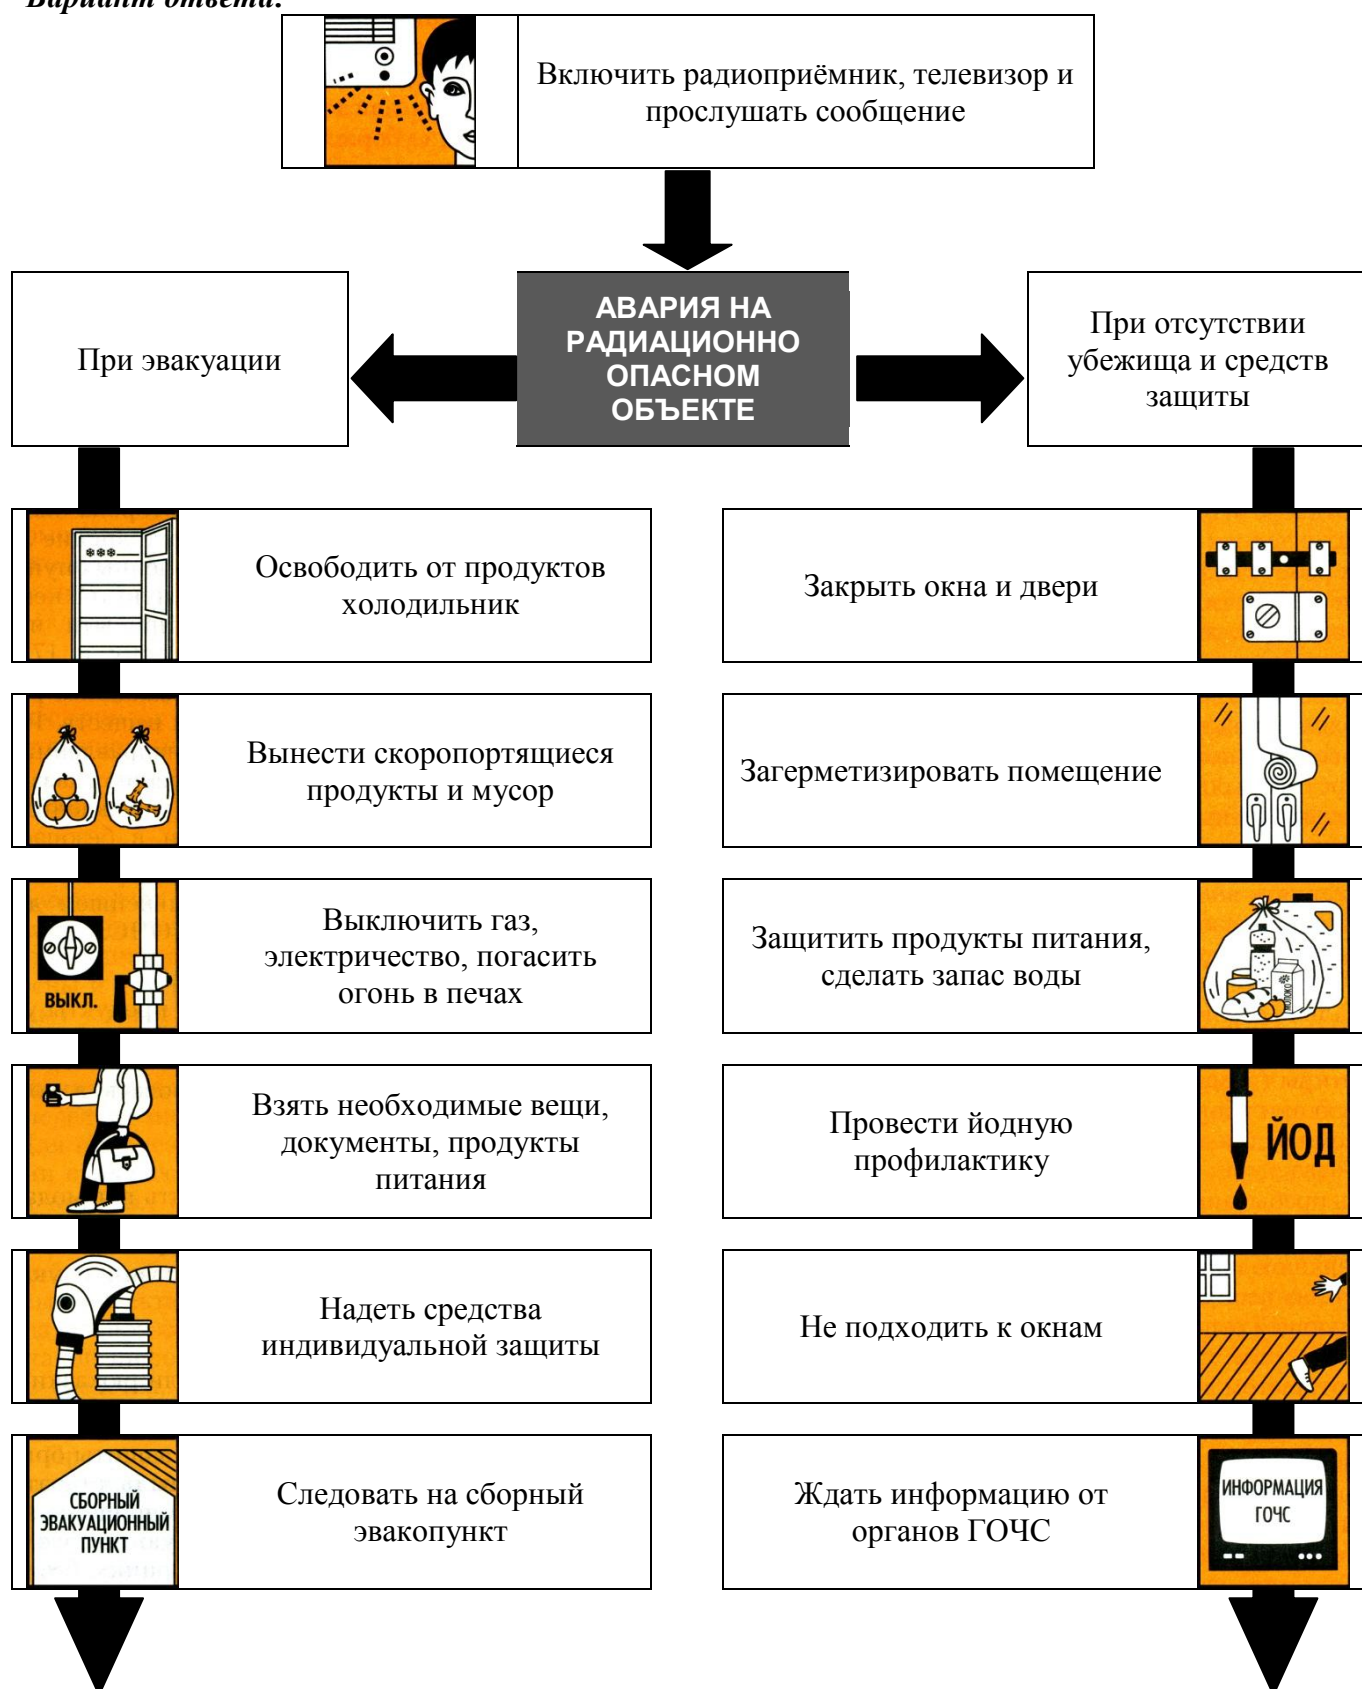 Вариант ответа:
Включить радиоприёмник, телевизор и
прослушать сообщение
При эвакуации
АВАРИЯ НА
РАДИАЦИОННО
ОПАСНОМ
ОБЪЕКТЕ
При отсутствии
убежища и средств
защиты
Освободить от продуктов
холодильник
Вынести скоропортящиеся
продукты и мусор
ВЫКЛ.
Выключить газ,
электричество, погасить
огонь в печах
Взять необходимые вещи,
документы, продукты
питания
Надеть средства
индивидуальной защиты
СБОРНЫЙ
ЭВАКУАЦИОННЫЙ
ПУНКТ
Следовать на сборный
эвакопункт
Закрыть окна и двери
Загерметизировать помещение
Защитить продукты питания,
сделать запас воды
МОЛОКО
Провести йодную
профилактику
ЙОД
Не подходить к окнам
Ждать информацию от
органов ГОЧС
ИНФОРМАЦИЯ
ГОЧС